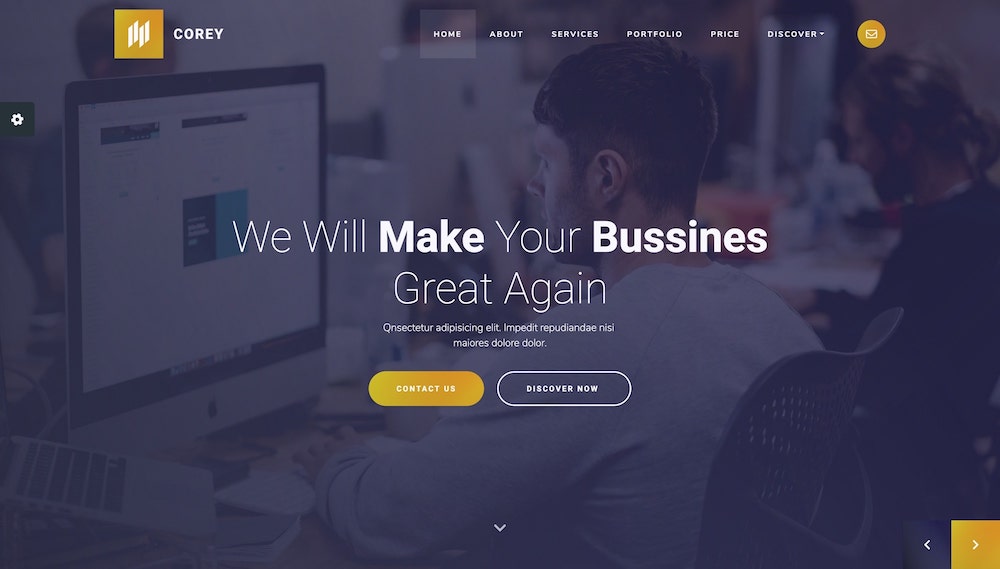 COREY
HOME ABOUT SERVICES PORTFOLIO PRICE DISCOVER
We Will Make Your Bussines
Great Again
Qnsectetur adipisicing elit. Impedit repudiandae nisi
maiores dolore dolor.
CONTACT US DISCOVER NOW